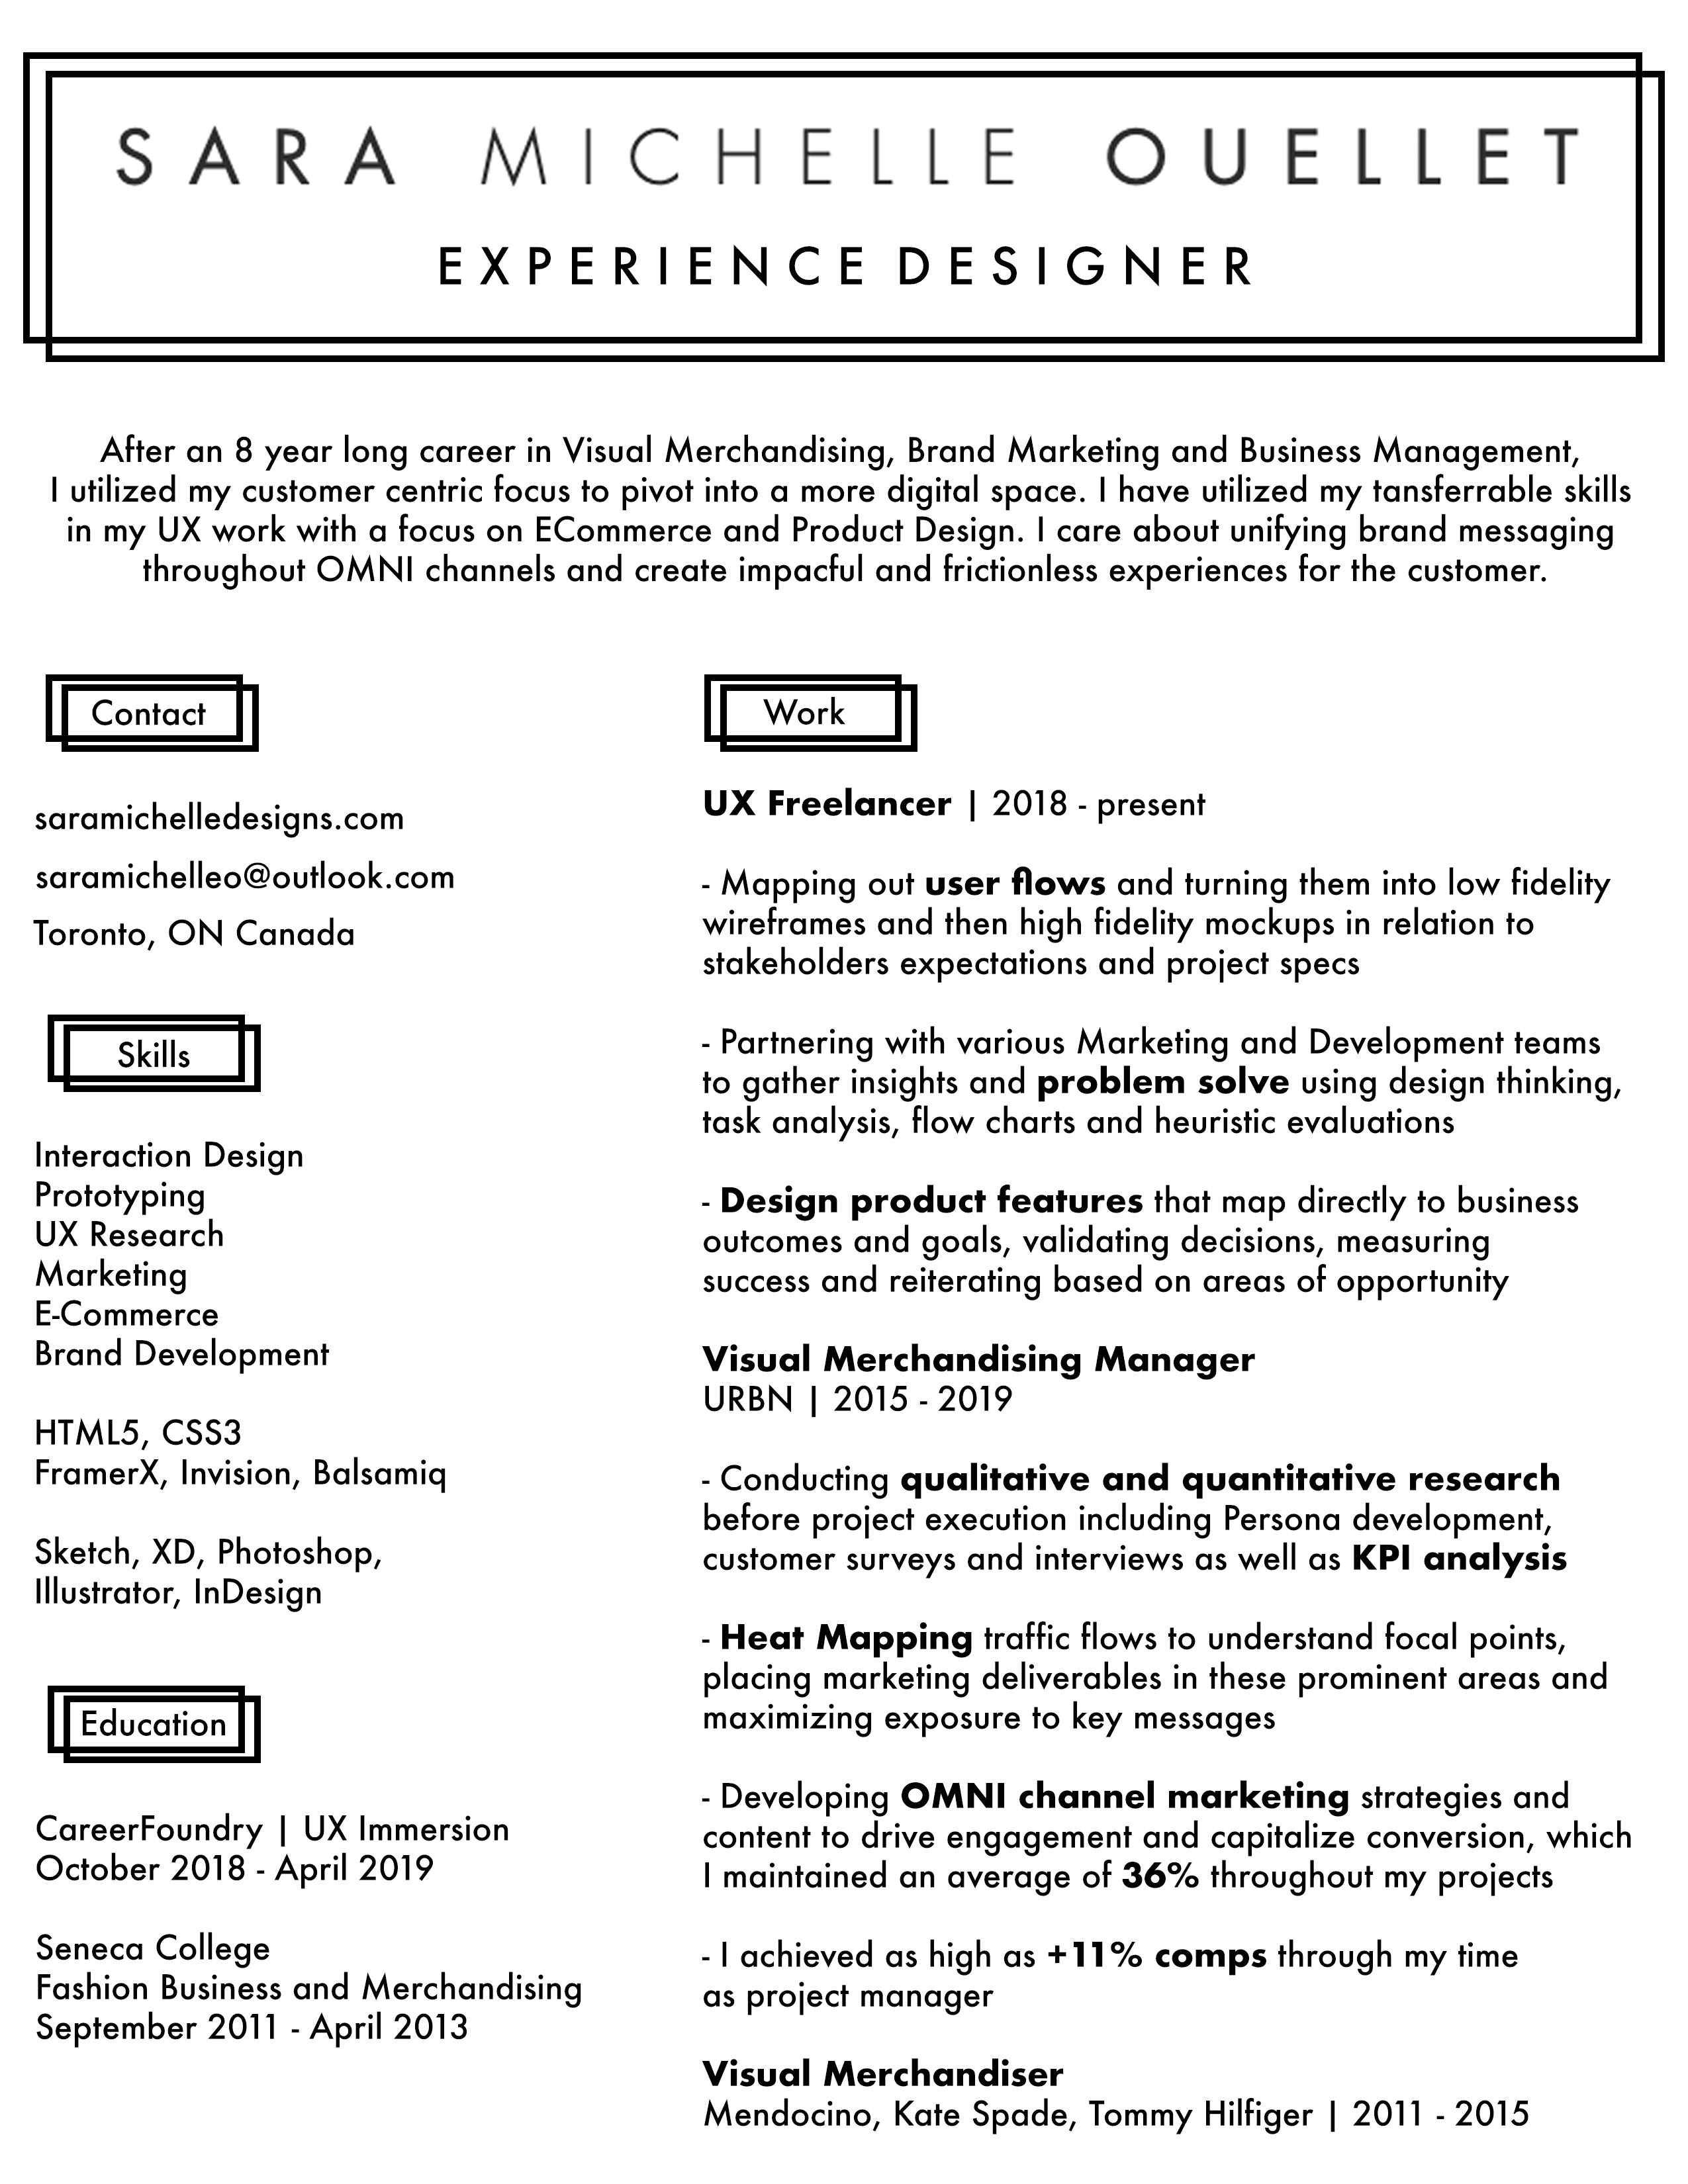 SARA MICHELLE OUELLET
EXPERIENCE DESIGNER
After an 8 year long career in Visual Merchandising, Brand Marketing and Business Management,
I utilized my customer centric focus to pivot into a more digital space. I have utilized my tansferrable skills
in my UX work with a focus on ECommerce and Product Design. I care about unifying brand messaging
throughout OMNI channels and create impacful and frictionless experiences for the customer.
Contact
saramichelledesigns.com
saramichelleo@outlook.com
Toronto, ON Canada
Skills
Interaction Design
Prototyping
UX Research
Marketing
E-Commerce
Brand Development
HTML5, CSS3
FramerX, Invision, Balsamiq
Sketch, XD, Photoshop,
Illustrator, InDesign
Education
CareerFoundry | UX Immersion
October 2018 - April 2019
Seneca College
Fashion Business and Merchandising
September 2011 - April 2013
Work
UX Freelancer | 2018 - present
- Mapping out user flows and turning them into low fidelity
wireframes and then high fidelity mockups in relation to
stakeholders expectations and project specs
- Partnering with various Marketing and Development teams
to gather insights and problem solve using design thinking,
task analysis, flow charts and heuristic evaluations
- Design product features that map directly to business
outcomes and goals, validating decisions, measuring
success and reiterating based on areas of opportunity
Visual Merchandising Manager
URBN | 2015 - 2019
- Conducting qualitative and quantitative research
before project execution including Persona development,
customer surveys and interviews as well as KPI analysis
- Heat Mapping traffic flows to understand focal points,
placing marketing deliverables in these prominent areas and
maximizing exposure to key messages
- Developing OMNI channel marketing strategies and
content to drive engagement and capitalize conversion, which
I maintained an average of 36% throughout my projects
- I achieved as high as +11% comps through my time
as project manager
Visual Merchandiser
Mendocino, Kate Spade, Tommy Hilfiger | 2011 - 2015